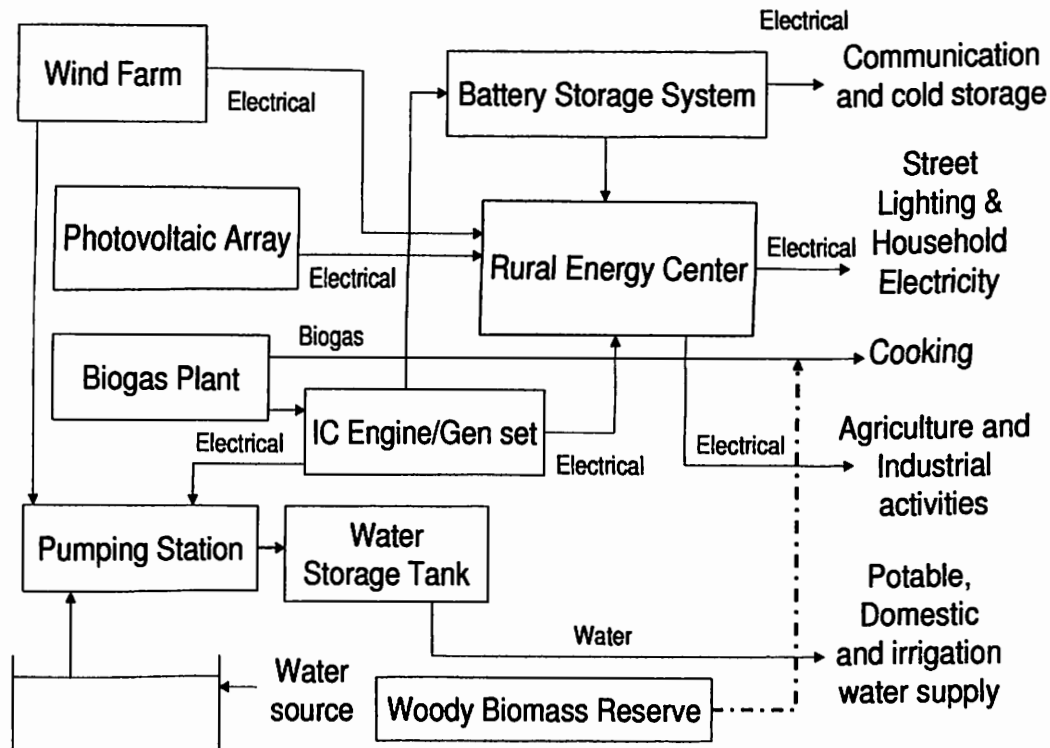 Electrical
Wind Farm
Electrical
Battery Storage System
Communication
and cold storage
Photovoltaic Array
Electrical
Rural Energy Center
Electrical
Street
Lighting &
Household
Electricity
Biogas
Cooking
Biogas Plant
IC Engine/Gen set
Electrical
Electrical
Electrical
Agriculture and
Industrial
activities
Pumping Station
Water
Storage Tank
Water
Potable,
Domestic
and irrigation
water supply
Water
source
Woody Biomass Reserve